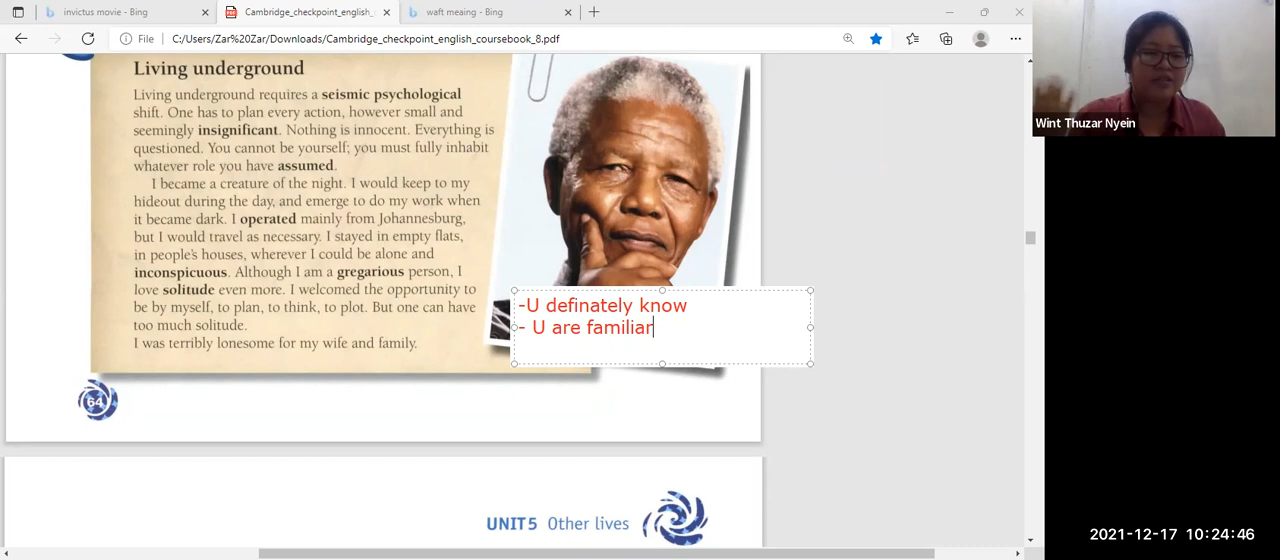 invictus movie - Bing
Cambridge_checkpoint_english_
waft meaing - Bing
File
C:/Users/Zar%20Zar/Downloads/Cambridge_checkpoint_english_coursebook_8.pdf
Wint Thuzar Nyein
Living underground
Living underground requires a seismic psychological
shift. One has to plan every action, however small and
seemingly insignificant. Nothing is innocent. Everything is
questioned. You cannot be yourself; you must fully inhabit
whatever role you have assumed.
I became a creature of the night. I would keep to my
hideout during the day, and emerge to do my work when
it became dark. I operated mainly from Johannesburg,
but I would travel as necessary. I stayed in empty flats,
in people's houses, wherever I could be alone and
inconspicuous. Although I am a gregarious person, I
love solitude even more. I welcomed the opportunity to
be by myself, to plan, to think, to plot. But one can have
too much solitude.
I was terribly lonesome for my wife and family.
-U definately know
- U are familiar
64
UNIT 5 Other lives
2021-12-17 10:24:46